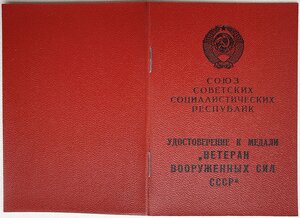 СОЮЗ
СОВЕТСКИХ
СОЦИАЛИСТИЧЕСКИХ
РЕСПУБЛИК
УДОСТОВЕРЕНИЕ К МЕДАЛИ
„ВЕТЕРАН
ВООРУЖЕННЫХ СИЛ
СССР“